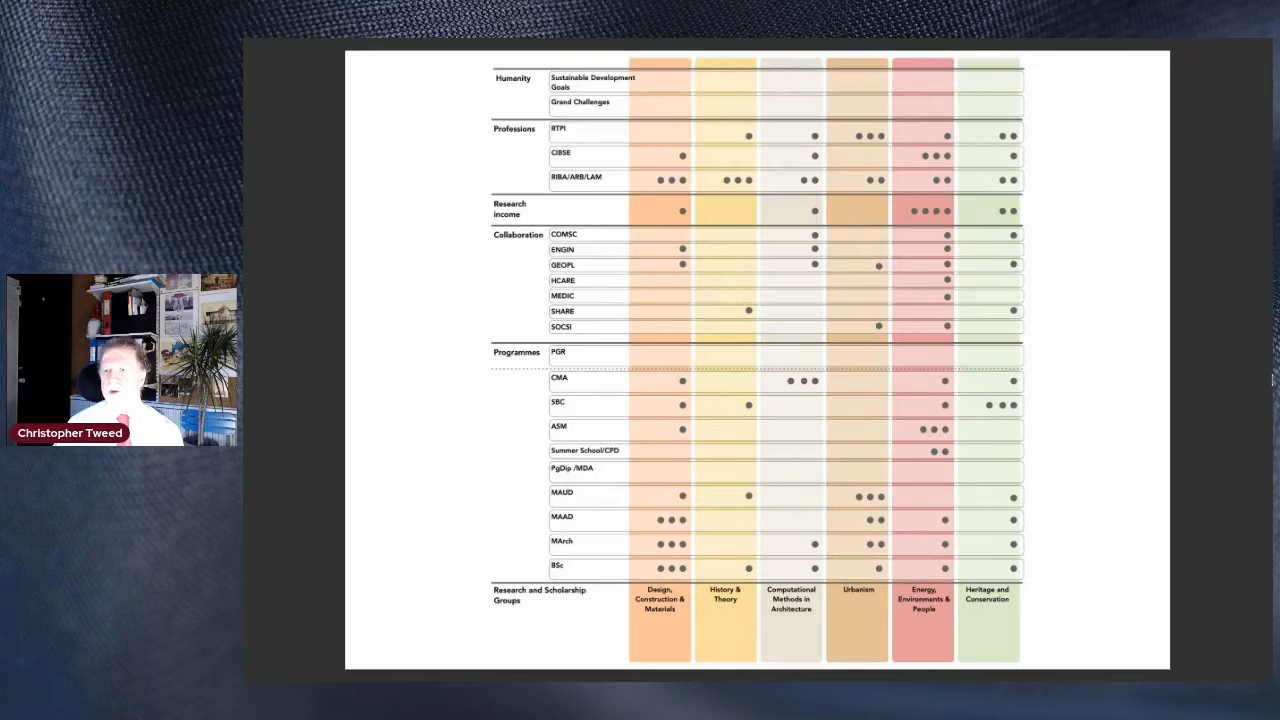 Humanity
Sustainable Development
Goals
Grand Challenges
Professions
RTPI
CIBSE
RIBA/ARB/LAM
Research
income
Collaboration
COMSC
ENGIN
GEOPL
HCARE
MEDIC
SHARE
SOCSI
Programmes
PGR
CMA
SBC
ASM
Summer School/CPD
PgDip /MDA
MAUD
MAAD
MArch
BSc
Research and Scholarship
Groups
Design,
Construction &
Materials
History &
Theory
Computational
Methods in
Architecture
Urbanism
Energy,
Environments &
People
Heritage and
Conservation
Christopher Tweed